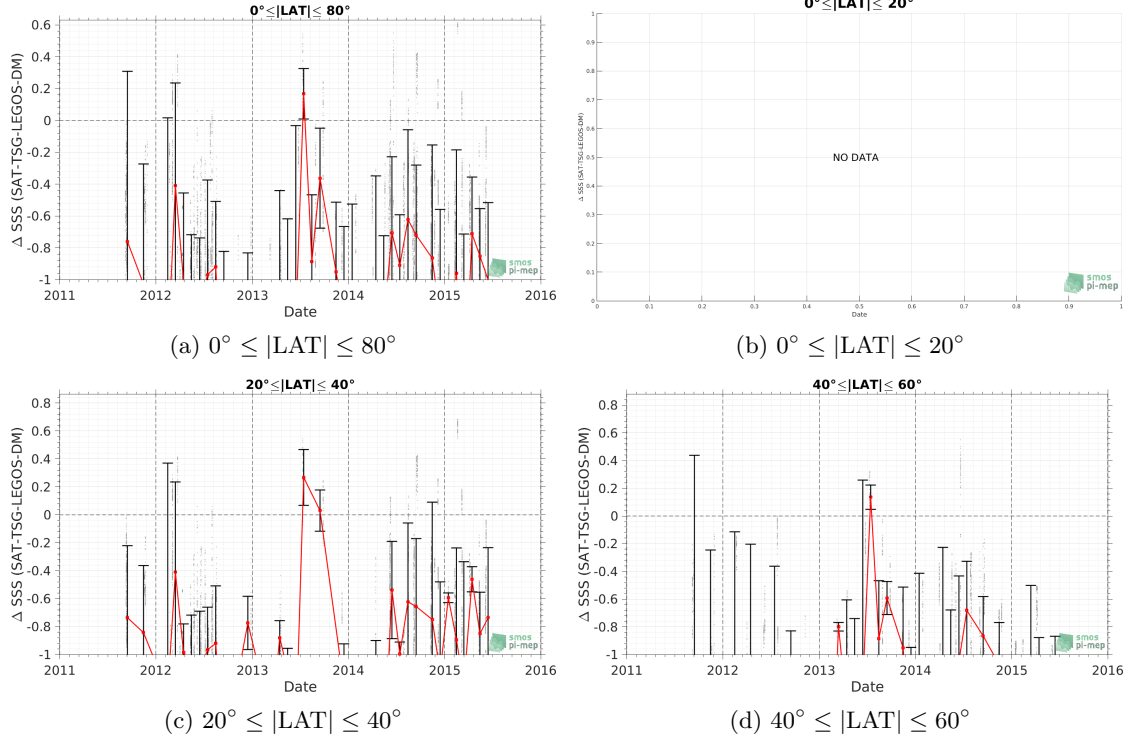 0°≤|LAT|≤ 80°
Δ SSS (SAT-TSG-LEGOS-DM)
0.6
0.4
0.2
0
-0.2
-0.4
-0.6
-0.8
-1
2011 2012 2013 2014 2015 2016
Date
smos
pi-mep
(a) 0° ≤ |LAT| ≤ 80°
0°≤|LAT|≤ 20°
Δ SSS (SAT-TSG-LEGOS-DM)
1
0.9
0.8
0.7
0.6
0.5
0.4
0.3
0.2
0.1
0
NO DATA
0 0.1 0.2 0.3 0.4 0.5 0.6 0.7 0.8 0.9 1
Date
smos
pi-mep
(b) 0° ≤ |LAT| ≤ 20°
20°≤|LAT|≤ 40°
Δ SSS (SAT-TSG-LEGOS-DM)
0.8
0.6
0.4
0.2
0
-0.2
-0.4
-0.6
-0.8
-1
2011 2012 2013 2014 2015 2016
Date
smos
pi-mep
(c) 20° ≤ |LAT| ≤ 40°
40°≤|LAT|≤ 60°
Δ SSS (SAT-TSG-LEGOS-DM)
0.8
0.6
0.4
0.2
0
-0.2
-0.4
-0.6
-0.8
-1
2011 2012 2013 2014 2015 2016
Date
smos
pi-mep
(d) 40° ≤ |LAT| ≤ 60°